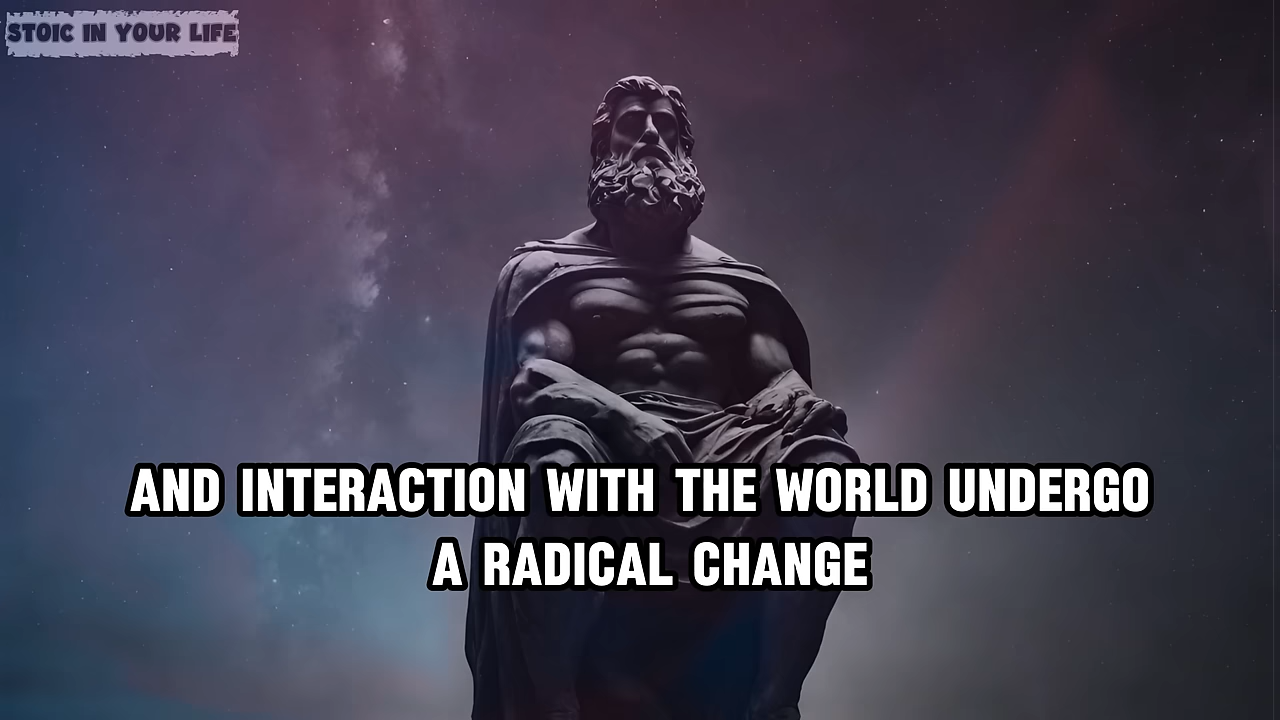 STOIC IN YOUR LIFE
AND INTERACTION WITH THE WORLD UNDERGO
A RADICAL CHANGE